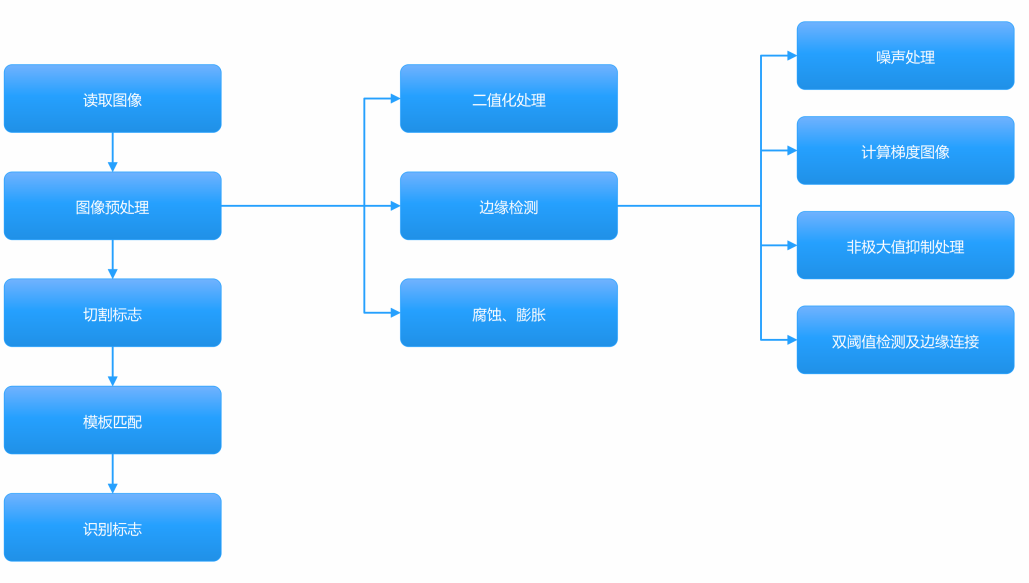 读取图像
图像预处理
切割标志
模板匹配
识别标志
二值化处理
边缘检测
腐蚀、膨胀
噪声处理
计算梯度图像
非极大值抑制处理
双阈值检测及边缘连接